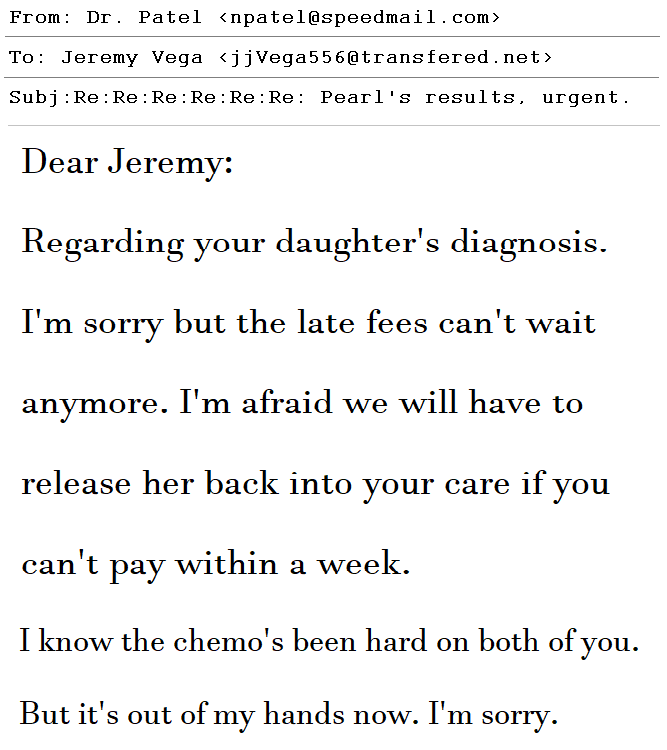 From: Dr. Patel <npatel@speedmail.com>
To: Jeremy Vega <jjVega556@transfered.net>
Subj:Re:Re:Re:Re:Re:Re: Pearl's results, urgent.
Dear Jeremy:
Regarding your daughter's diagnosis.
I'm sorry but the late fees can't wait
anymore. I'm afraid we will have to
release her back into your care if you
can't pay within a week.
I know the chemo's been hard on both of you.
But it's out of my hands now. I'm sorry.